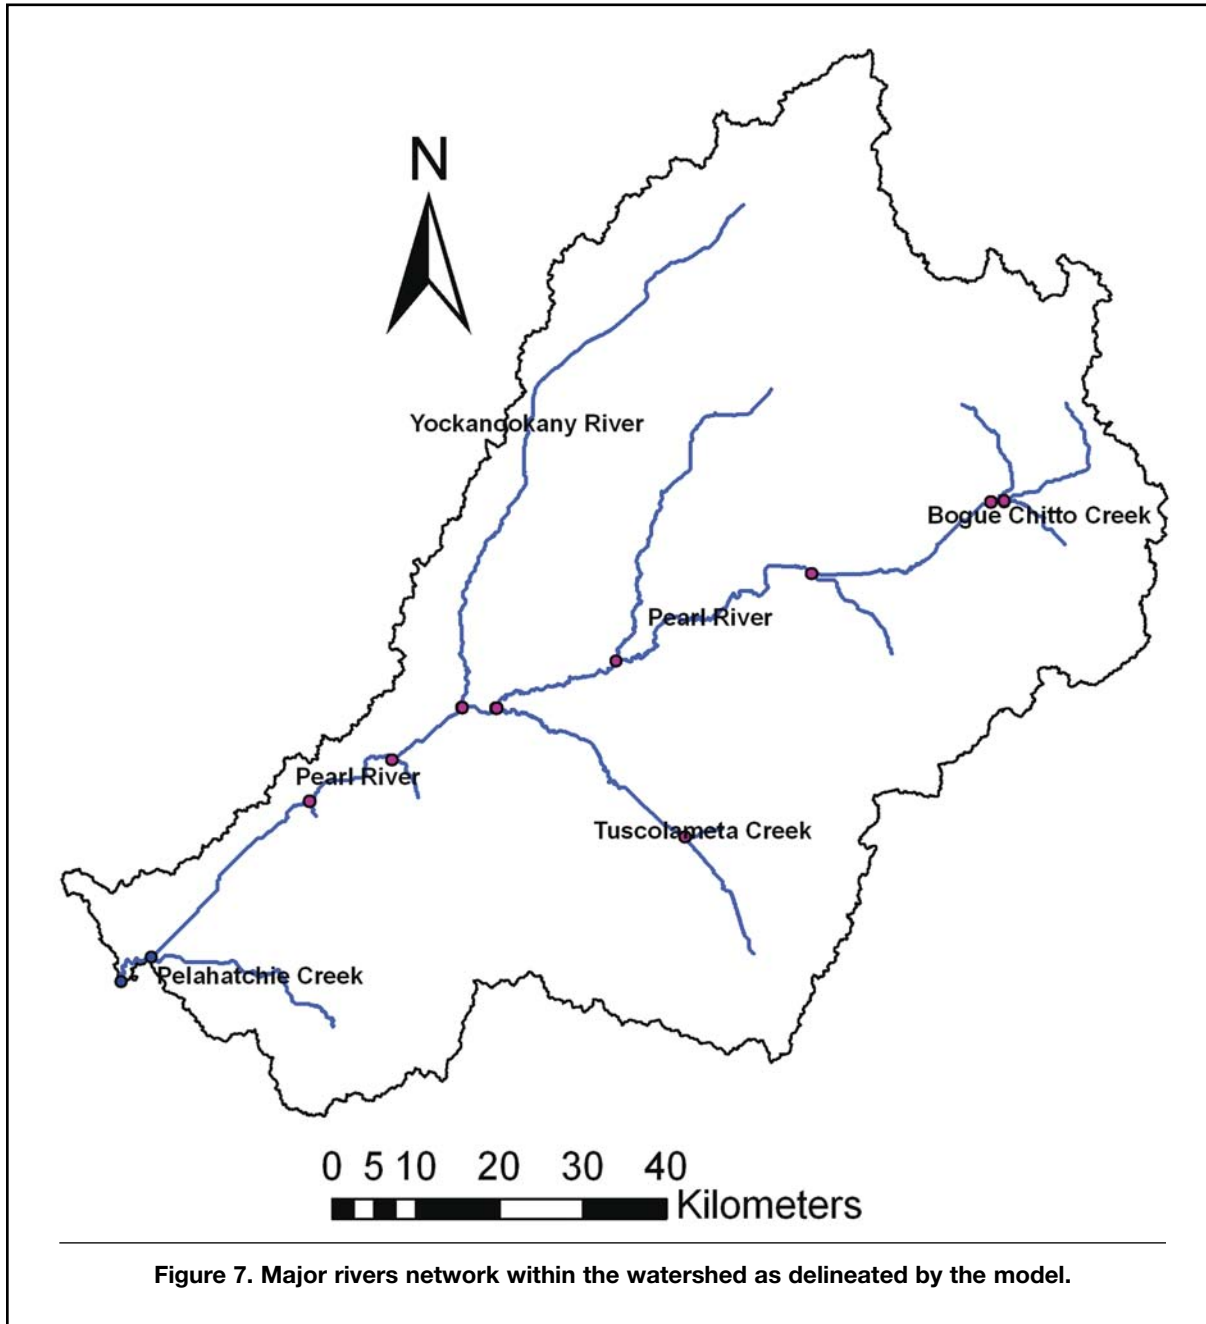 N
Yockanookany River
Bogue Chitto Creek
Pearl River
Pearl River
Tuscolameta Creek
Pelahatchie Creek
0 5 10 20 30 40
Kilometers
Figure 7. Major rivers network within the watershed as delineated by the model.